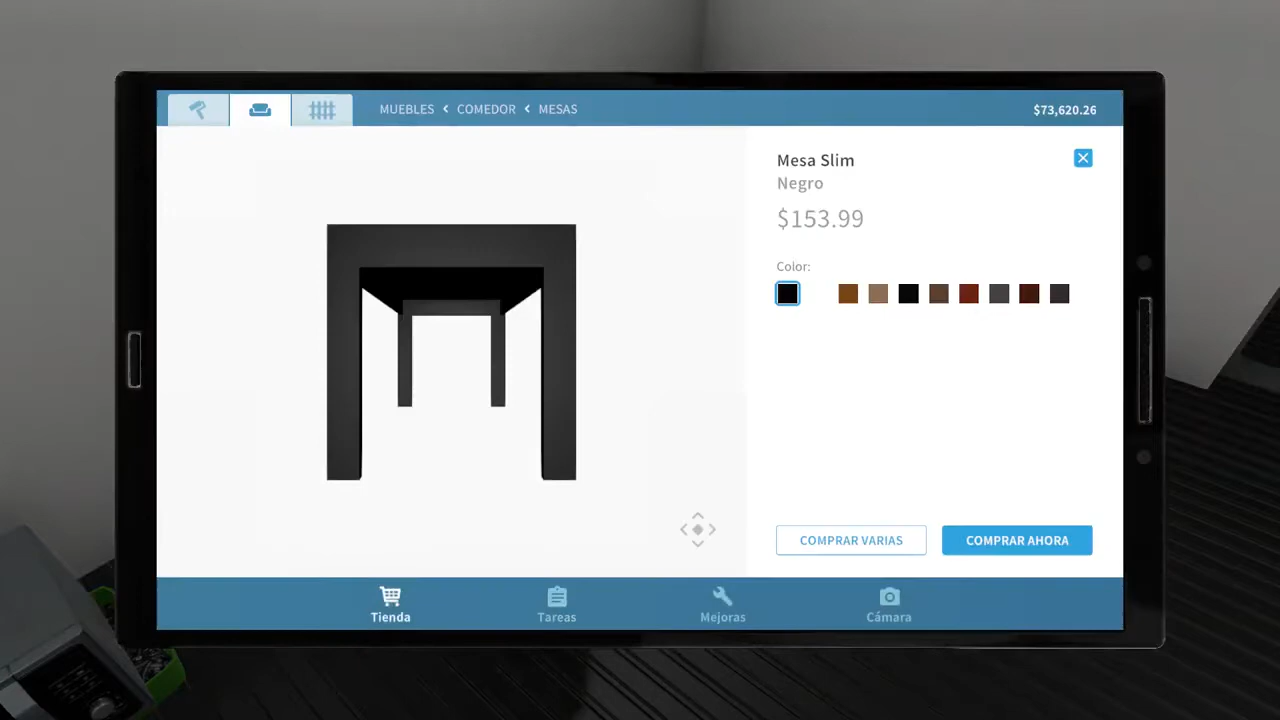 MUEBLES < COMEDOR < MESAS
$73,620.26
Mesa Slim
Negro
$153.99
Color:
COMPRAR VARIAS
COMPRAR AHORA
Tienda
Tareas
Mejoras
Cámara